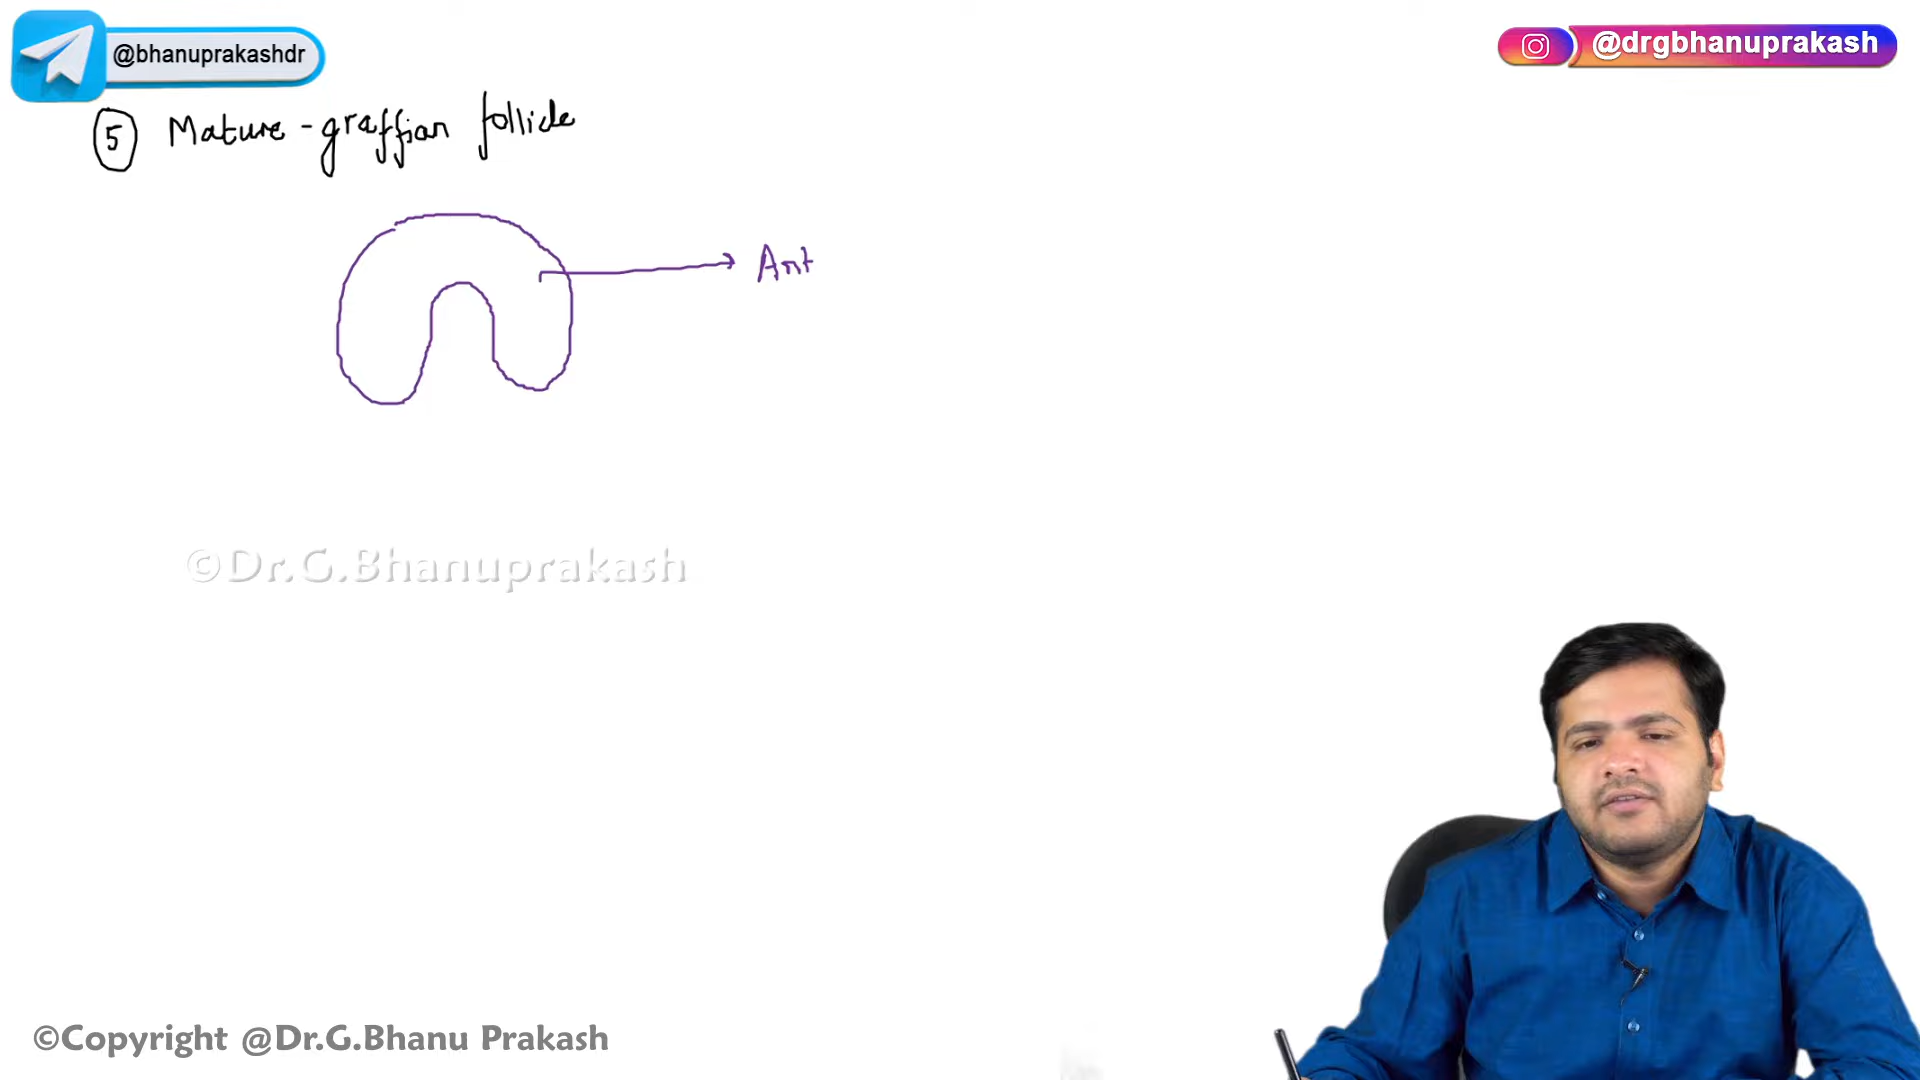 @bhanuprakashdr
@drgbhanuprakash
5 Mature - graffian follicle
Ant
©Dr.G.Bhanuprakash
©Copyright @Dr.G.Bhanu Prakash